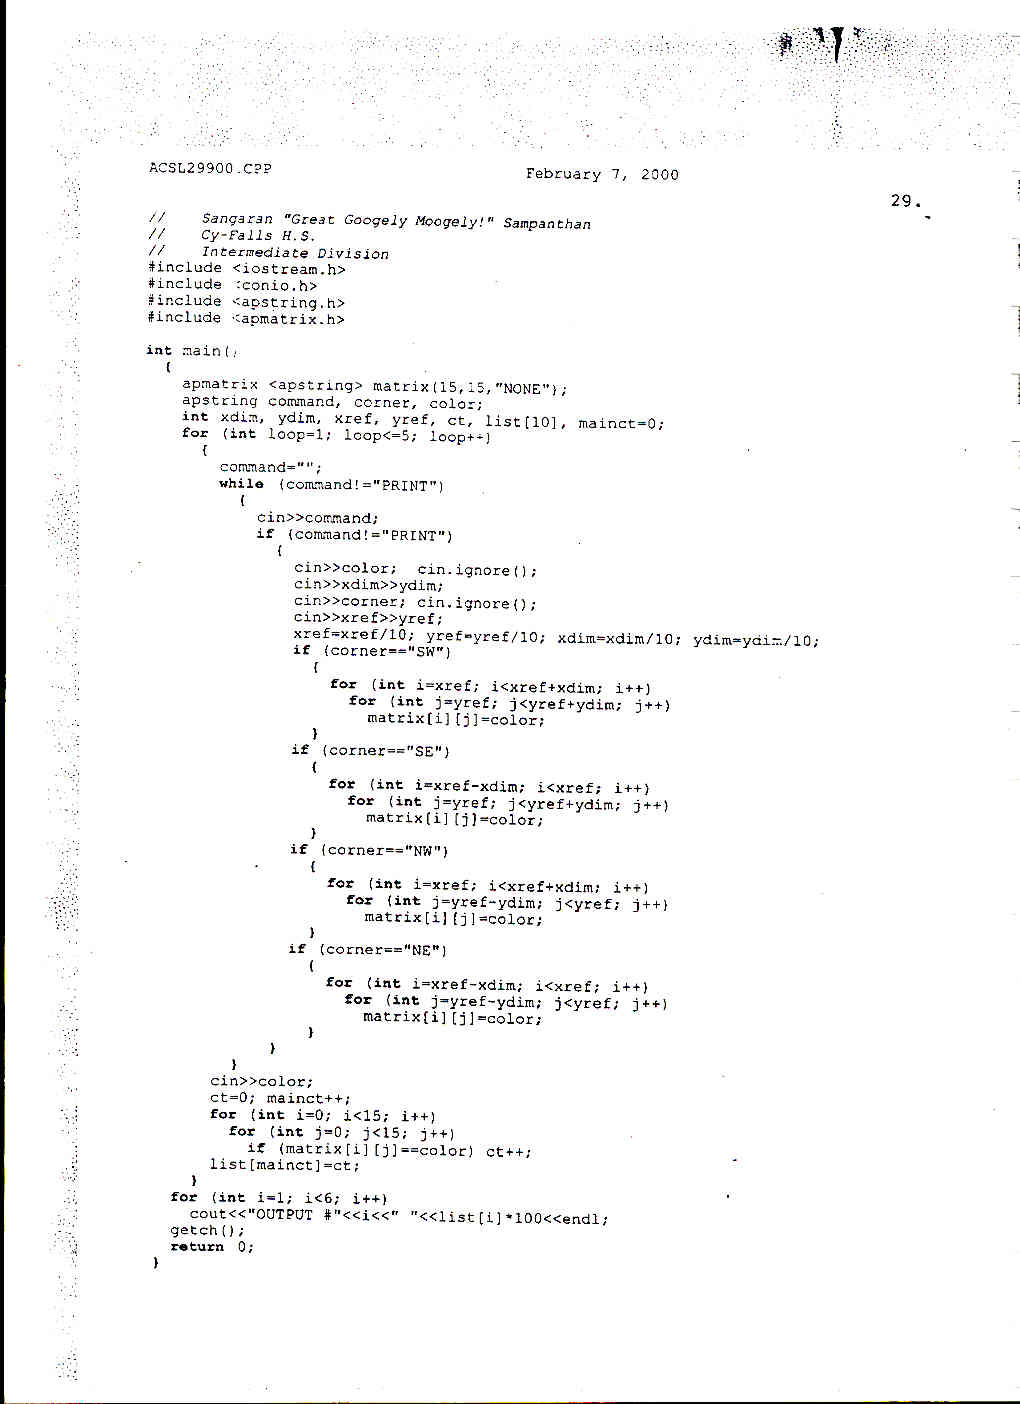 ACSL29900.CPP
February 7, 2000
29.
// Sangaran "Great Googely Moogely!" Sampanthan
// Cy-Falls H.S.
// Intermediate Division
#include <iostream.h>
#include <conio.h>
#include <apstring.h>
#include <apmatrix.h>
int main()
{
apmatrix <apstring> matrix(15,15,"NONE");
apstring command, corner, color;
int xdim, ydim, xref, yref, ct, list[10], mainct=0;
for (int loop=1; loop<=5; loop++)
{
command="";
while (command!="PRINT")
{
cin>>command;
if (command!="PRINT")
{
cin>>color; cin.ignore();
cin>>xdim>>ydim;
cin>>corner; cin.ignore();
cin>>xref>>yref;
xref=xref/10; yref=yref/10; xdim=xdim/10; ydim=ydim/10;
if (corner=="SW")
{
for (int i=xref; i<xref+xdim; i++)
for (int j=yref; j<yref+ydim; j++)
matrix[i][j]=color;
}
if (corner=="SE")
{
for (int i=xref-xdim; i<xref; i++)
for (int j=yref; j<yref+ydim; j++)
matrix[i][j]=color;
}
if (corner=="NW")
{
for (int i=xref; i<xref+xdim; i++)
for (int j=yref-ydim; j<yref; j++)
matrix[i][j]=color;
}
if (corner=="NE")
{
for (int i=xref-xdim; i<xref; i++)
for (int j=yref-ydim; j<yref; j++)
matrix[i][j]=color;
}
}
}
cin>>color;
ct=0; mainct++;
for (int i=0; i<15; i++)
for (int j=0; j<15; j++)
if (matrix[i][j]==color) ct++;
list[mainct]=ct;
}
for (int i=1; i<6; i++)
cout<<"OUTPUT #"<<i<<" "<<list[i]*100<<endl;
getch();
return 0;
}